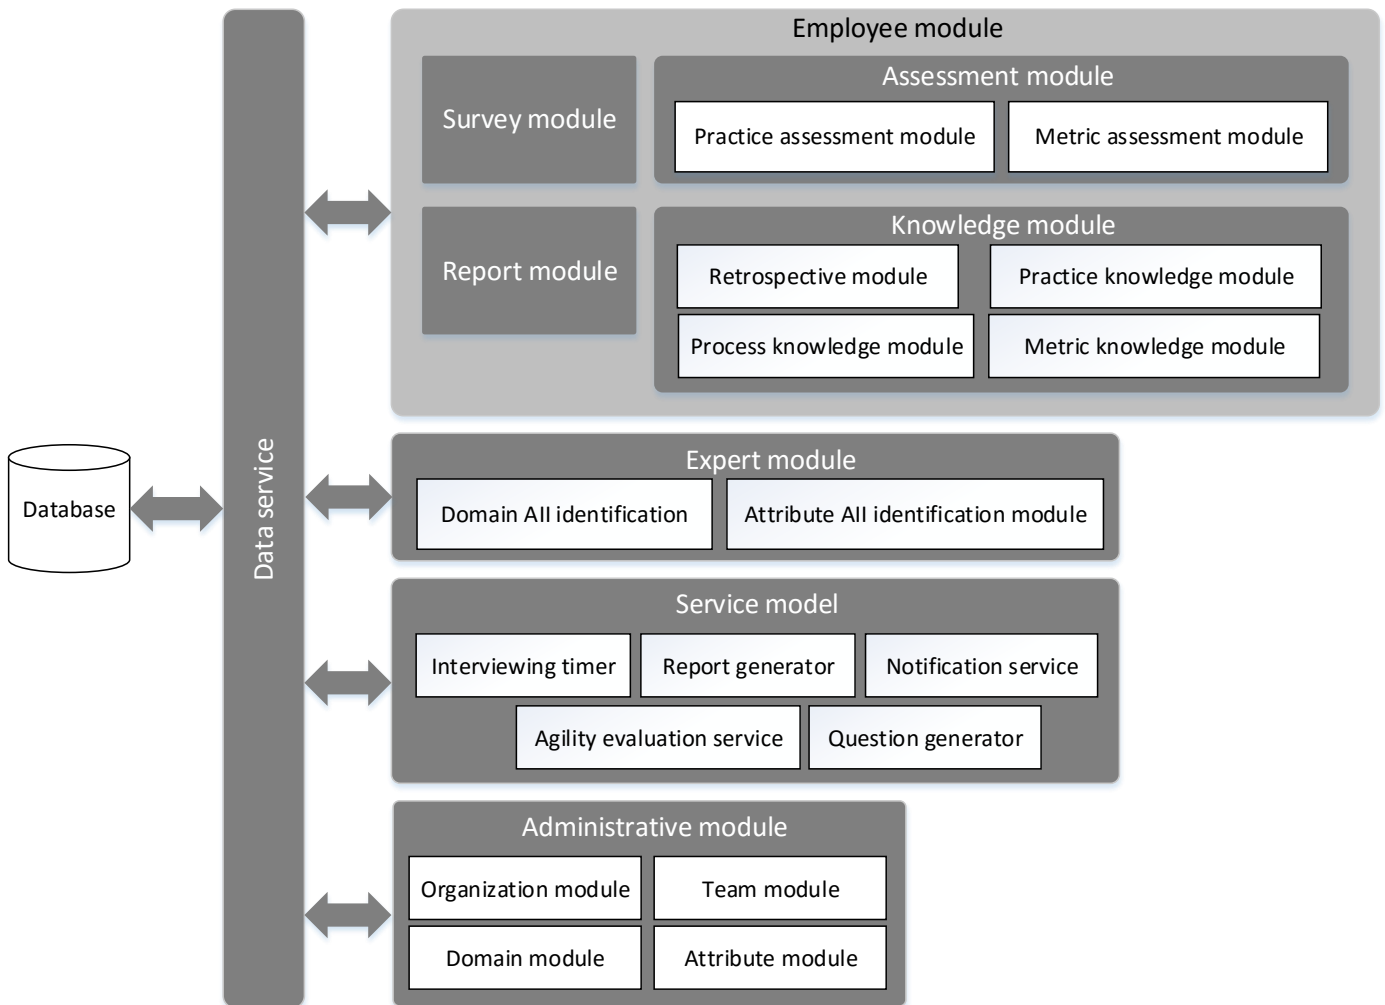 Employee module
Survey module
Assessment module
Practice assessment module
Metric assessment module
Report module
Knowledge module
Retrospective module
Practice knowledge module
Process knowledge module
Metric knowledge module
Database
Data service
Expert module
Domain AII identification
Attribute AII identification module
Service model
Interviewing timer
Report generator
Notification service
Agility evaluation service
Question generator
Administrative module
Organization module
Team module
Domain module
Attribute module